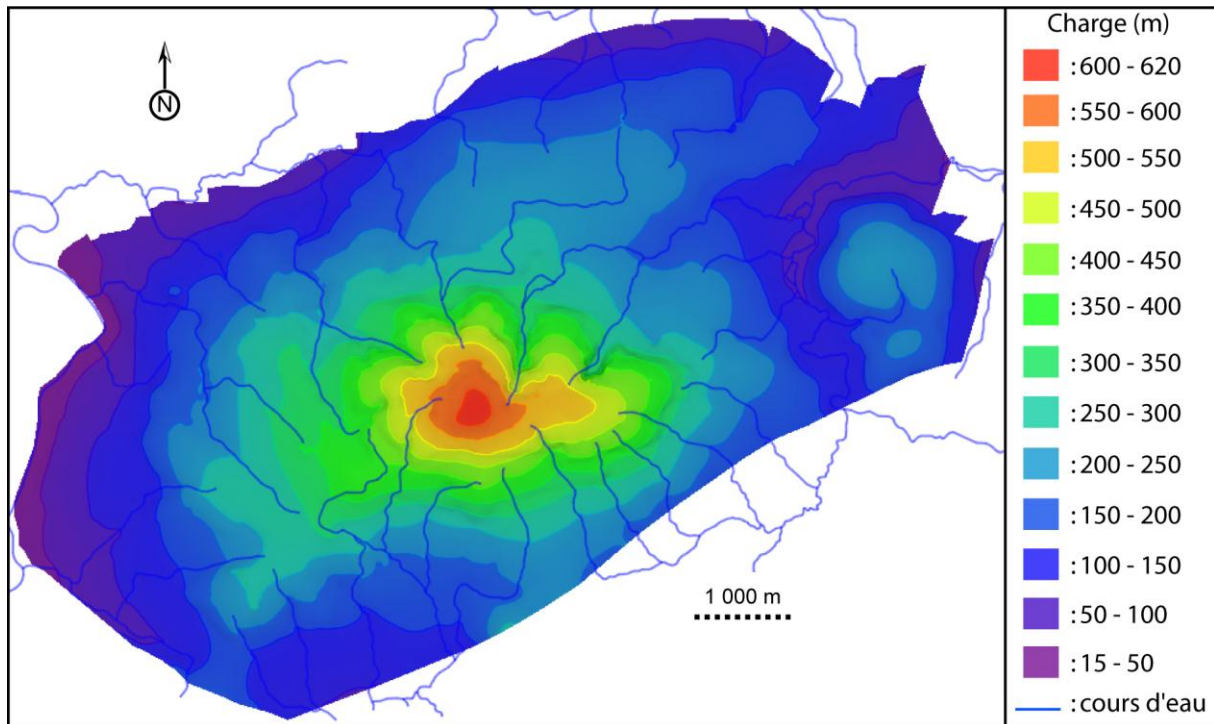 N
1 000 m
Charge (m)
: 600 - 620
: 550 - 600
: 500 - 550
: 450 - 500
: 400 - 450
: 350 - 400
: 300 - 350
: 250 - 300
: 200 - 250
: 150 - 200
: 100 - 150
: 50 - 100
: 15 - 50
: cours d'eau